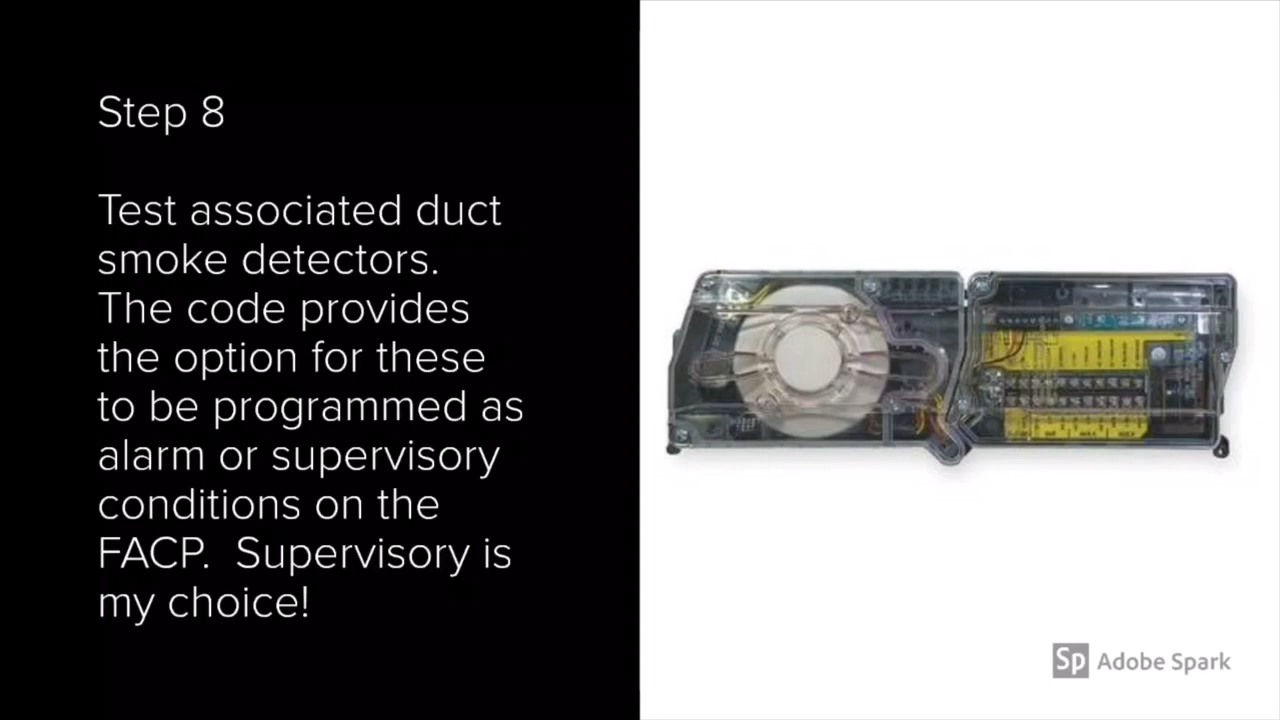 Step 8
Test associated duct
smoke detectors.
The code provides
the option for these
to be programmed as
alarm or supervisory
conditions on the
FACP.  Supervisory is
my choice!
Sp Adobe Spark